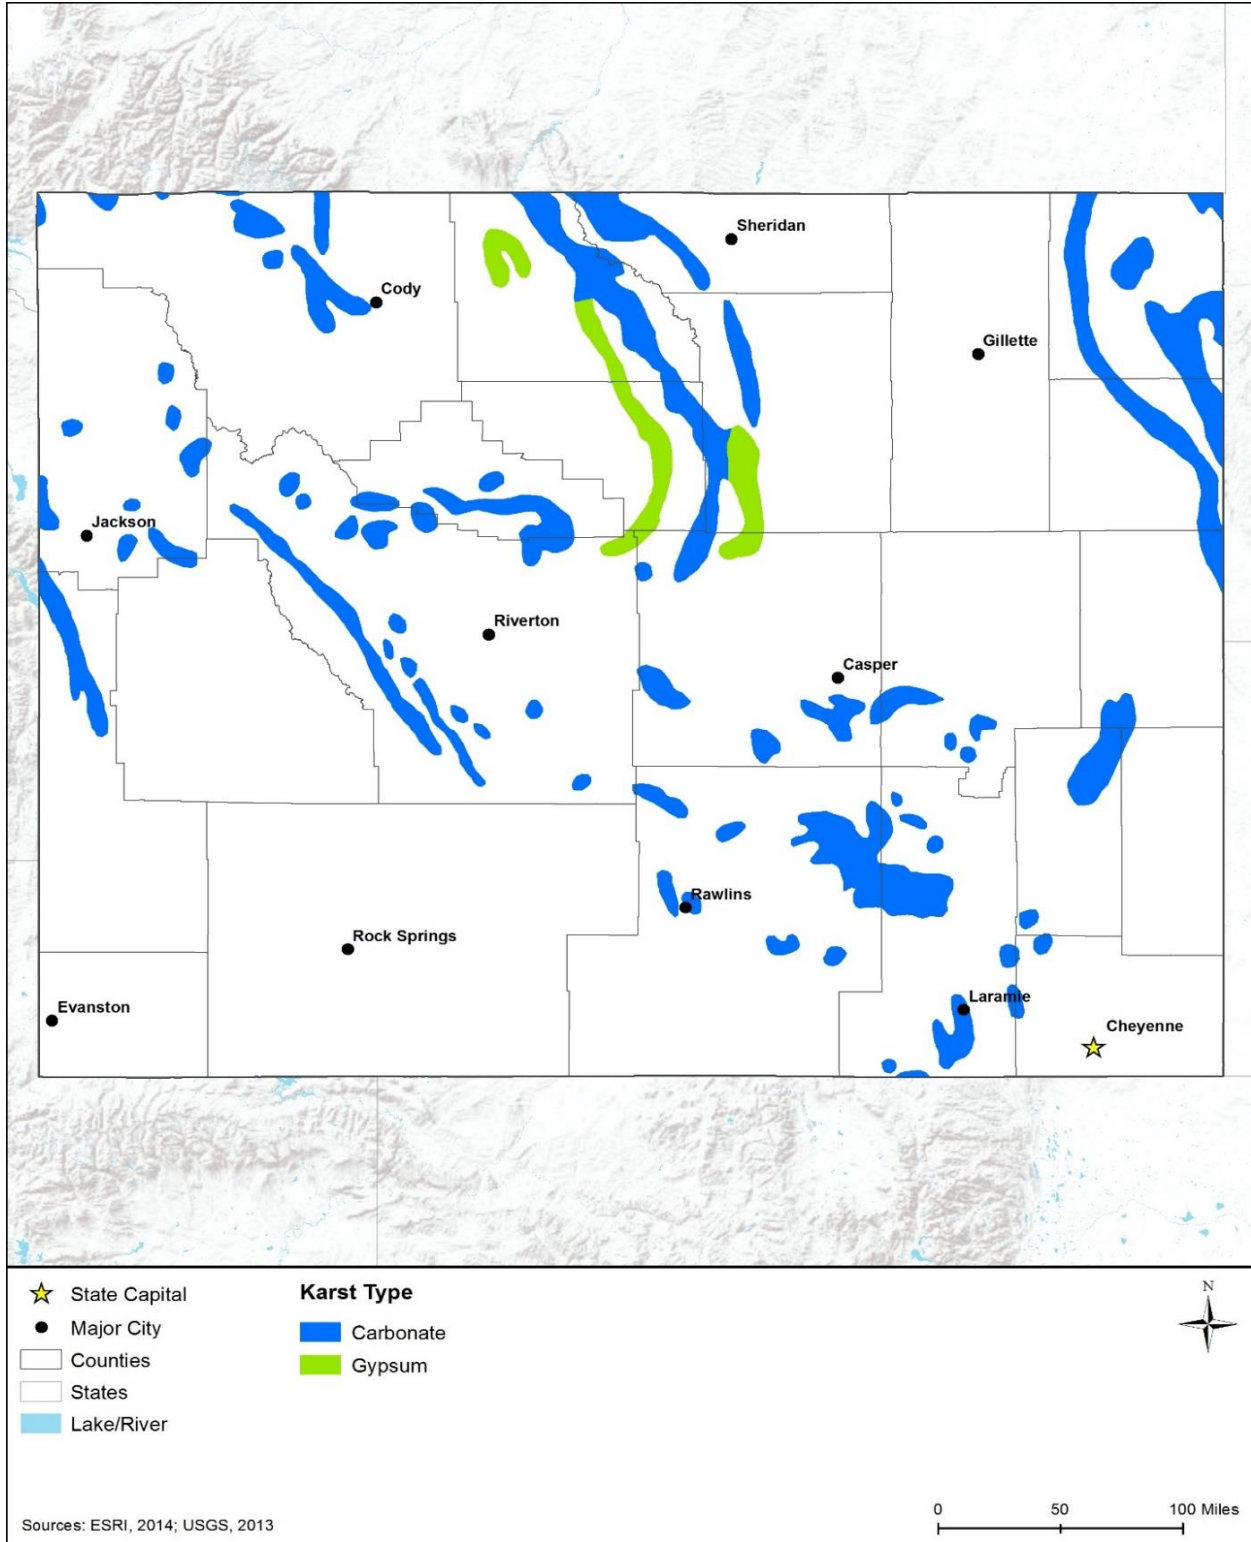 Sheridan
Cody
Gillette
Jackson
Riverton
Casper
Rawlins
Rock Springs
Laramie
Evanston
Cheyenne
State Capital
Major City
Counties
States
Lake/River
Karst Type
Carbonate
Gypsum
N
0 50 100 Miles
Sources: ESRI, 2014; USGS, 2013